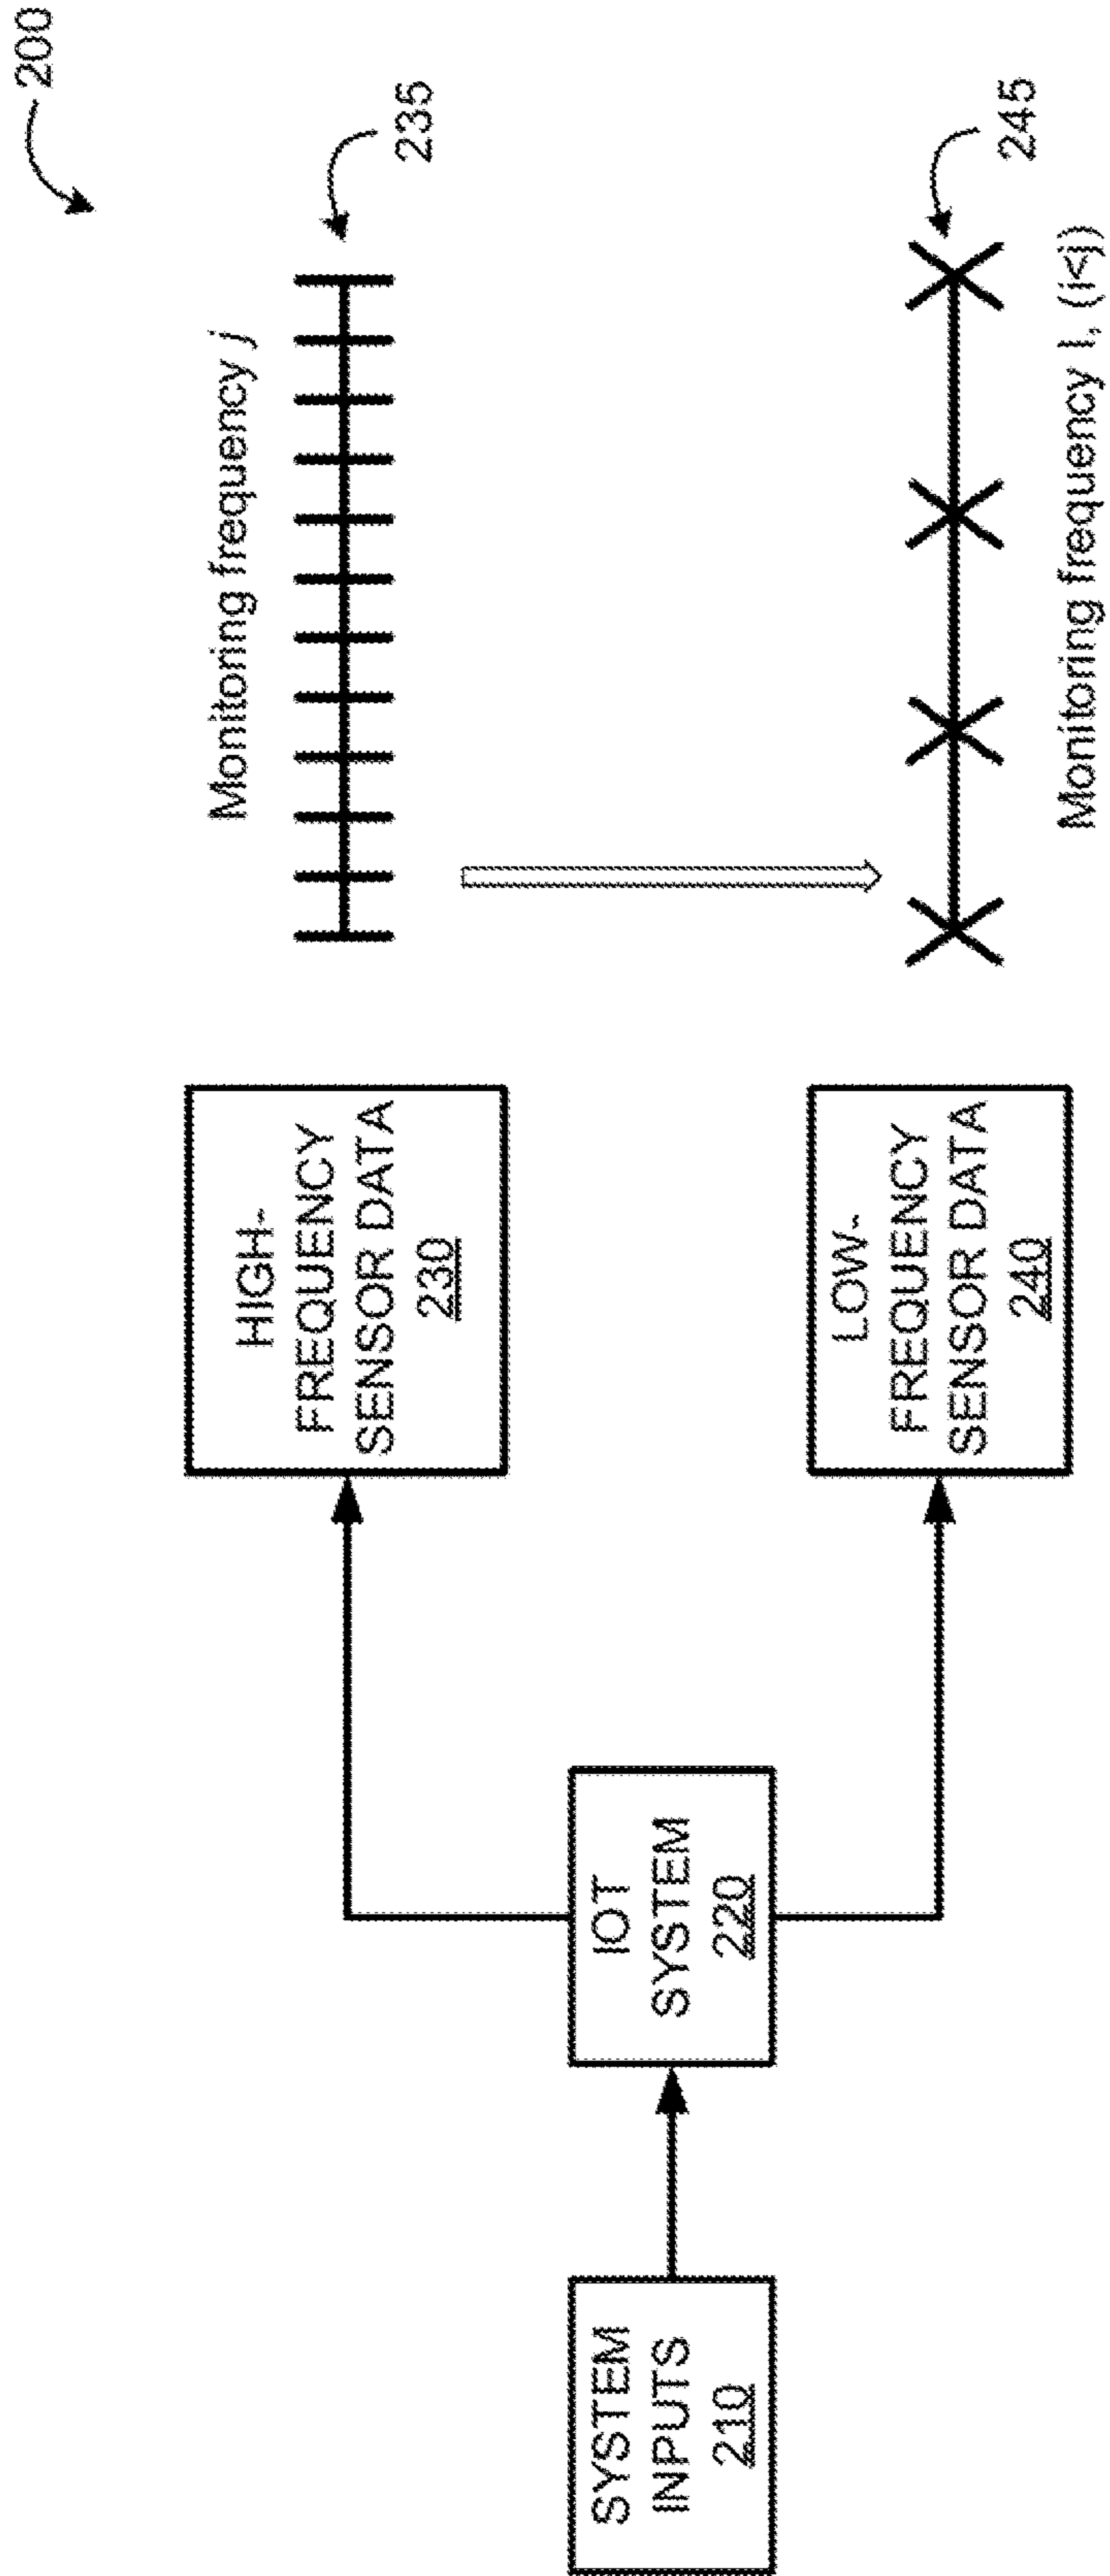 200
SYSTEM
INPUTS
210
IOT
SYSTEM
220
HIGH-
FREQUENCY
SENSOR DATA
230
Monitoring frequency j
235
LOW-
FREQUENCY
SENSOR DATA
240
245
Monitoring frequency I, (i<j)